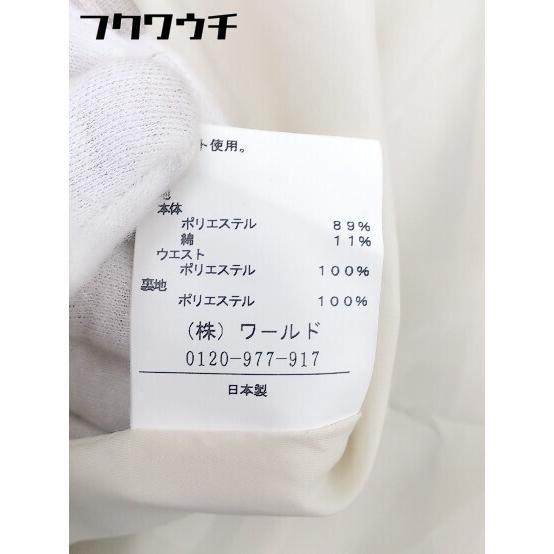 フクワウチ
ト使用。
地
本体
ポリエステル 89%
綿 11%
ウエスト
ポリエステル 100%
裏地
ポリエステル 100%
(株)ワールド
0120-977-917
日本製